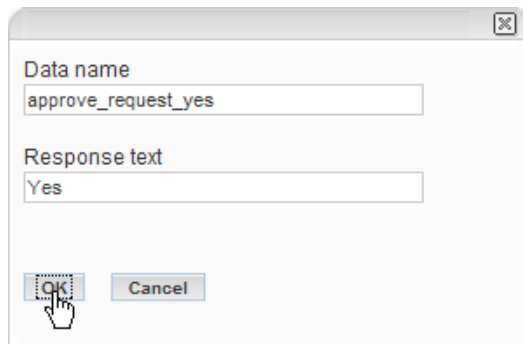 Data name
approve_request_yes
Response text
Yes
OK Cancel